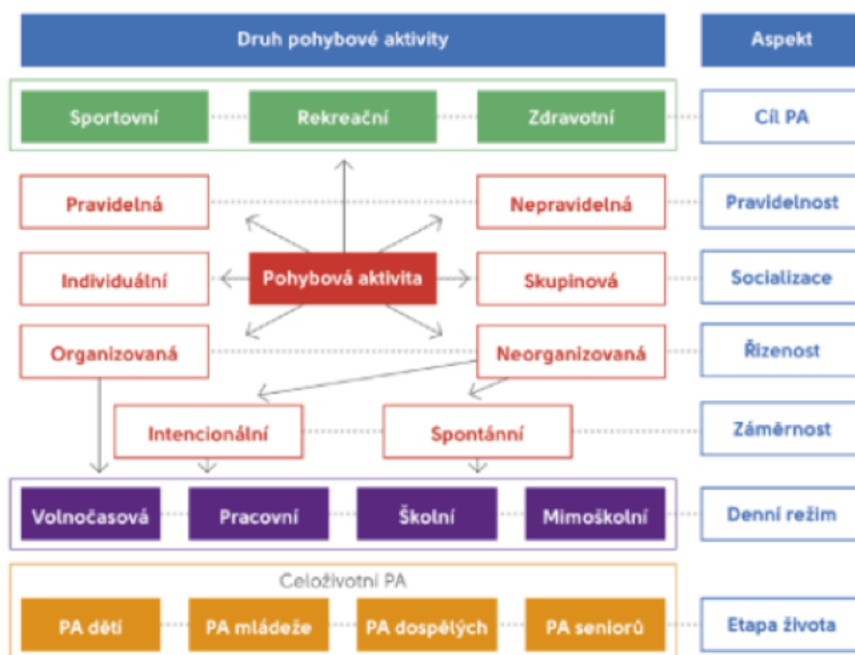 Druh pohybové aktivity
Aspekt
Sportovní
Rekreační
Zdravotní
Cíl PA
Pravidelná
Nepravidelná
Pravidelnost
Individuální
Pohybová aktivita
Skupinová
Socializace
Organizovaná
Neorganizovaná
Řizenost
Intencionální
Spontánní
Záměrnost
Volnočasová
Pracovní
Školní
Mimoškolní
Denní režim
Celoživotní PA
PA dětí
PA mládeže
PA dospělých
PA seniorů
Etapa života